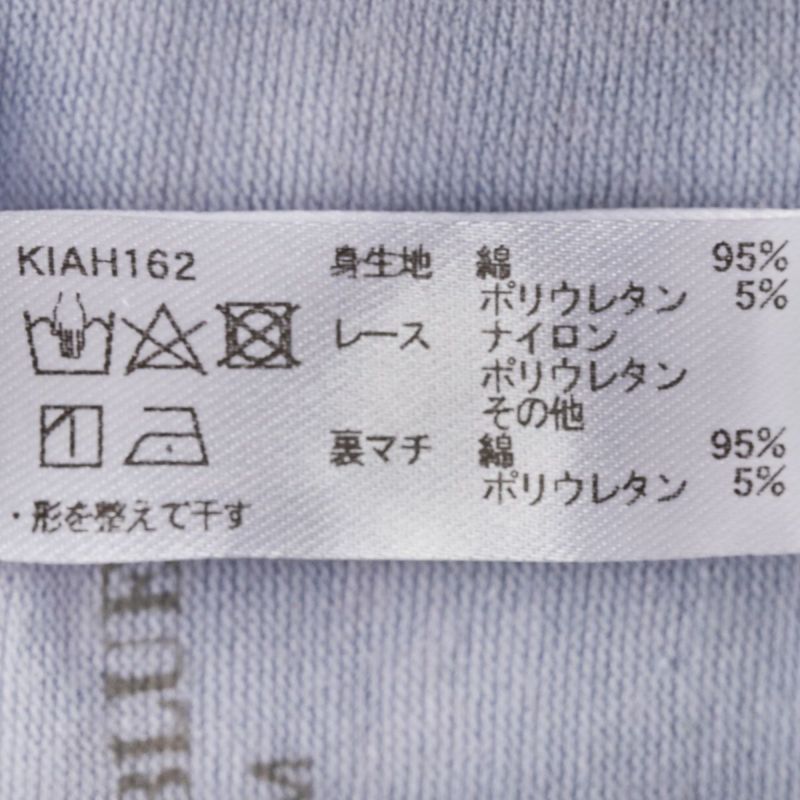 KIAH162
・形を整えて干す
身生地 綿 95%
ポリウレタン 5%
レース ナイロン
ポリウレタン
その他
裏マチ 綿 95%
ポリウレタン 5%